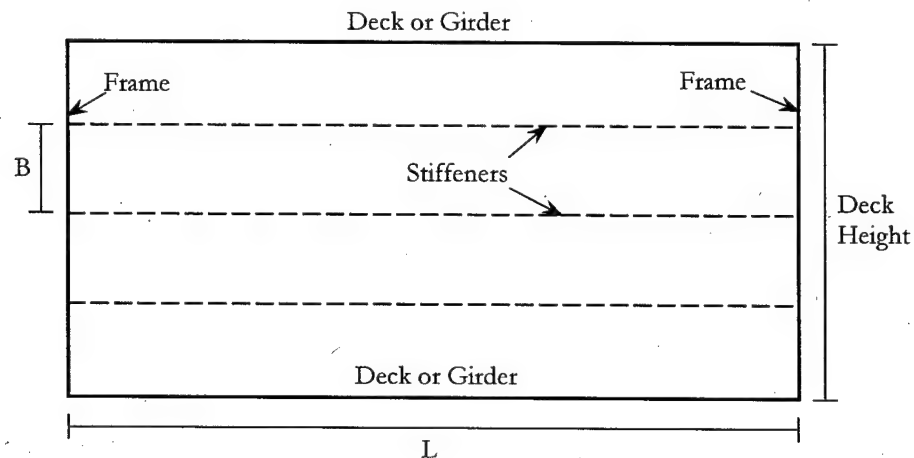 Deck or Girder
Frame
Frame
B
Stiffeners
Deck
Height
Deck or Girder
L